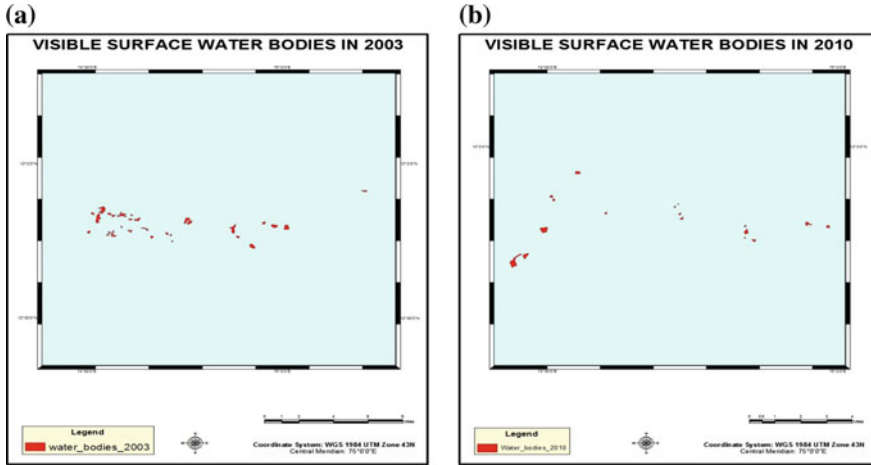 (a)
VISIBLE SURFACE WATER BODIES IN 2003
Legend
water_bodies_2003
Coordinate System: WGS 1984 UTM Zone 43N
Central Meridian: 75°0'0"E
(b)
VISIBLE SURFACE WATER BODIES IN 2010
Legend
Water_bodies_2010
Coordinate System: WGS 1984 UTM Zone 43N
Central Meridian: 75°0'0"E